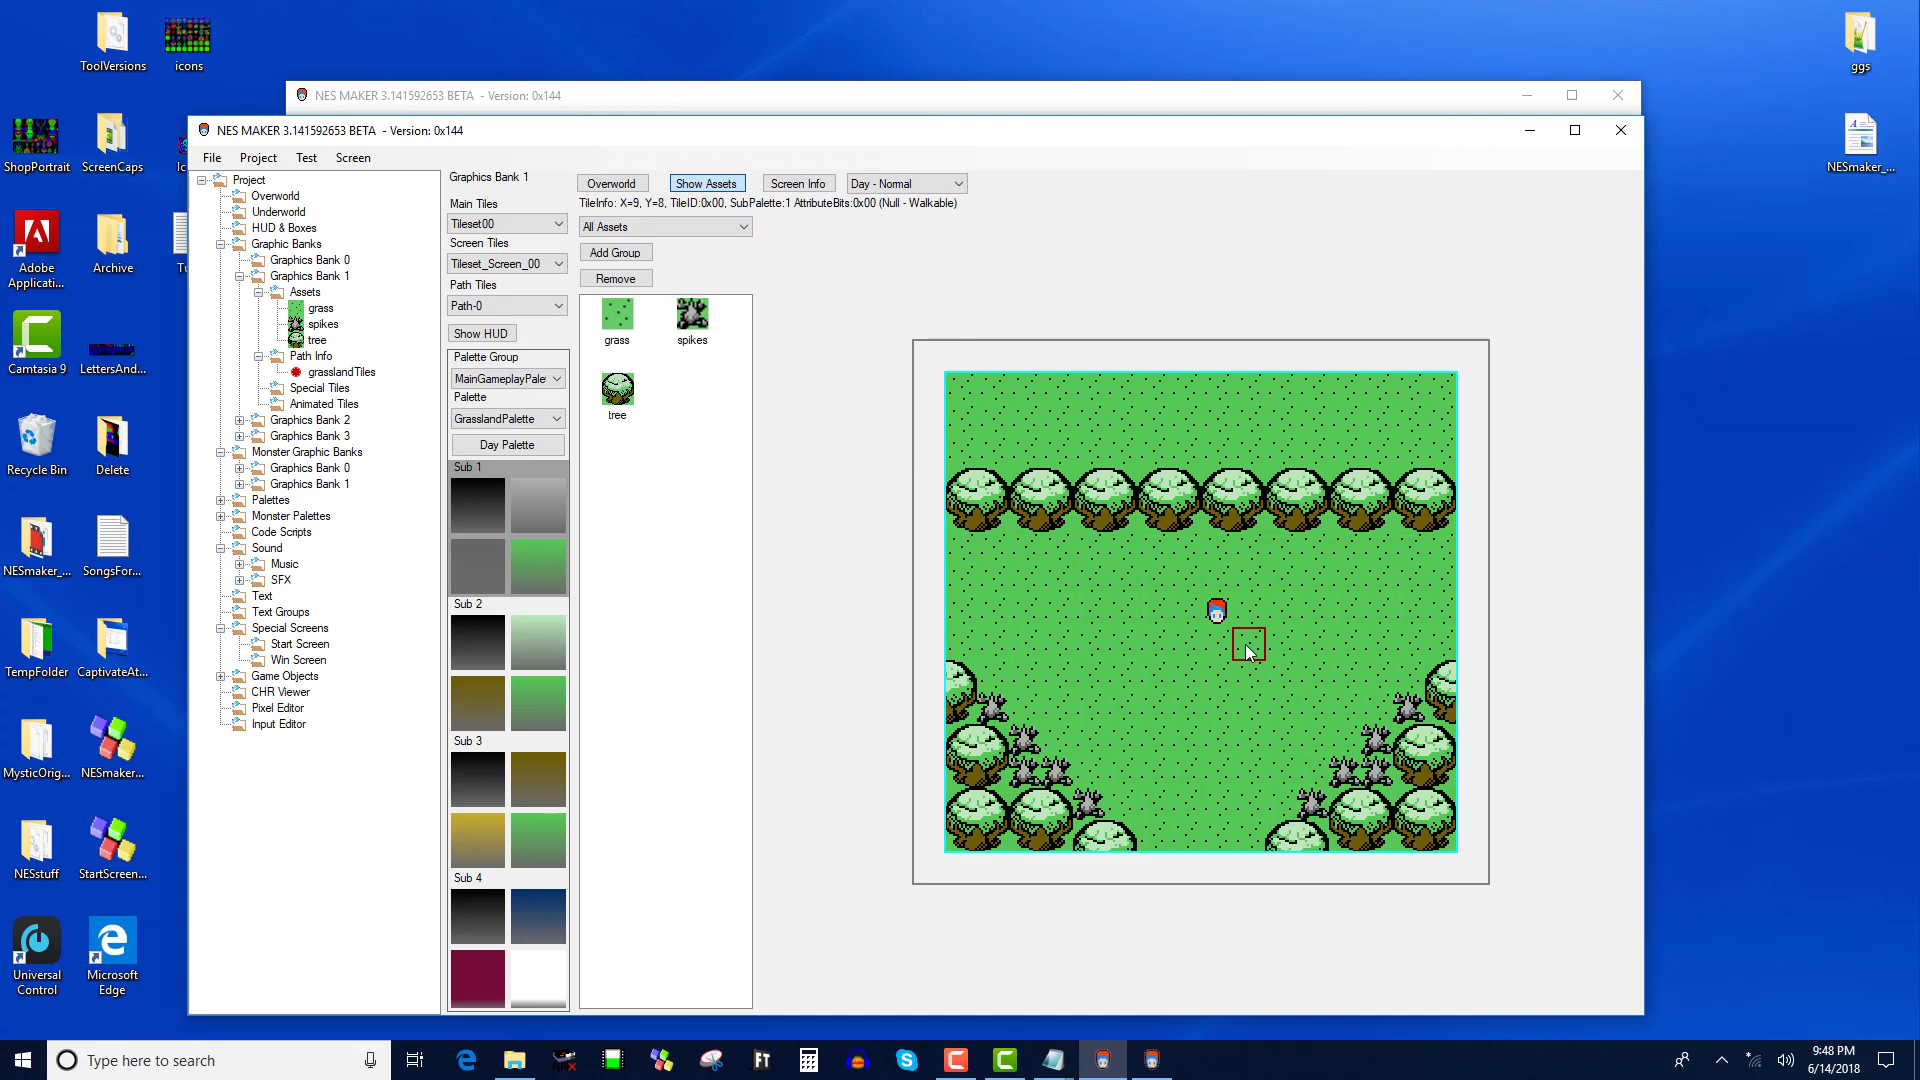 ToolVersions
icons
ShopPortrait
ScreenCaps
Adobe
Applicati...
Archive
Camtasia 9
LettersAnd...
Recycle Bin
Delete
NESmaker_...
SongsFor...
TempFolder
CaptivateAt...
MysticOrig...
NESmaker...
NESstuff
StartScreen...
Universal
Control
Microsoft
Edge
ggs
NESmaker_...
NES MAKER 3.141592653 BETA - Version: 0x144
NES MAKER 3.141592653 BETA - Version: 0x144
File
Project
Test
Screen
Project
Overworld
Underworld
HUD & Boxes
Graphic Banks
Graphics Bank 0
Graphics Bank 1
Assets
grass
spikes
tree
Path Info
grasslandTiles
Special Tiles
Animated Tiles
Graphics Bank 2
Graphics Bank 3
Monster Graphic Banks
Graphics Bank 0
Graphics Bank 1
Palettes
Monster Palettes
Code Scripts
Sound
Music
SFX
Text
Text Groups
Special Screens
Start Screen
Win Screen
Game Objects
CHR Viewer
Pixel Editor
Input Editor
Graphics Bank 1
Main Tiles
Tileset00
Screen Tiles
Tileset_Screen_00
Path Tiles
Path-0
Show HUD
Palette Group
MainGameplayPale
Palette
GrasslandPalette
Day Palette
Sub 1
Sub 2
Sub 3
Sub 4
Overworld
Show Assets
Screen Info
Day - Normal
TileInfo: X=9, Y=8, TileID:0x00, SubPalette:1 AttributeBits:0x00 (Null - Walkable)
All Assets
Add Group
Remove
grass
spikes
tree
Type here to search
FT
9:48 PM
6/14/2018